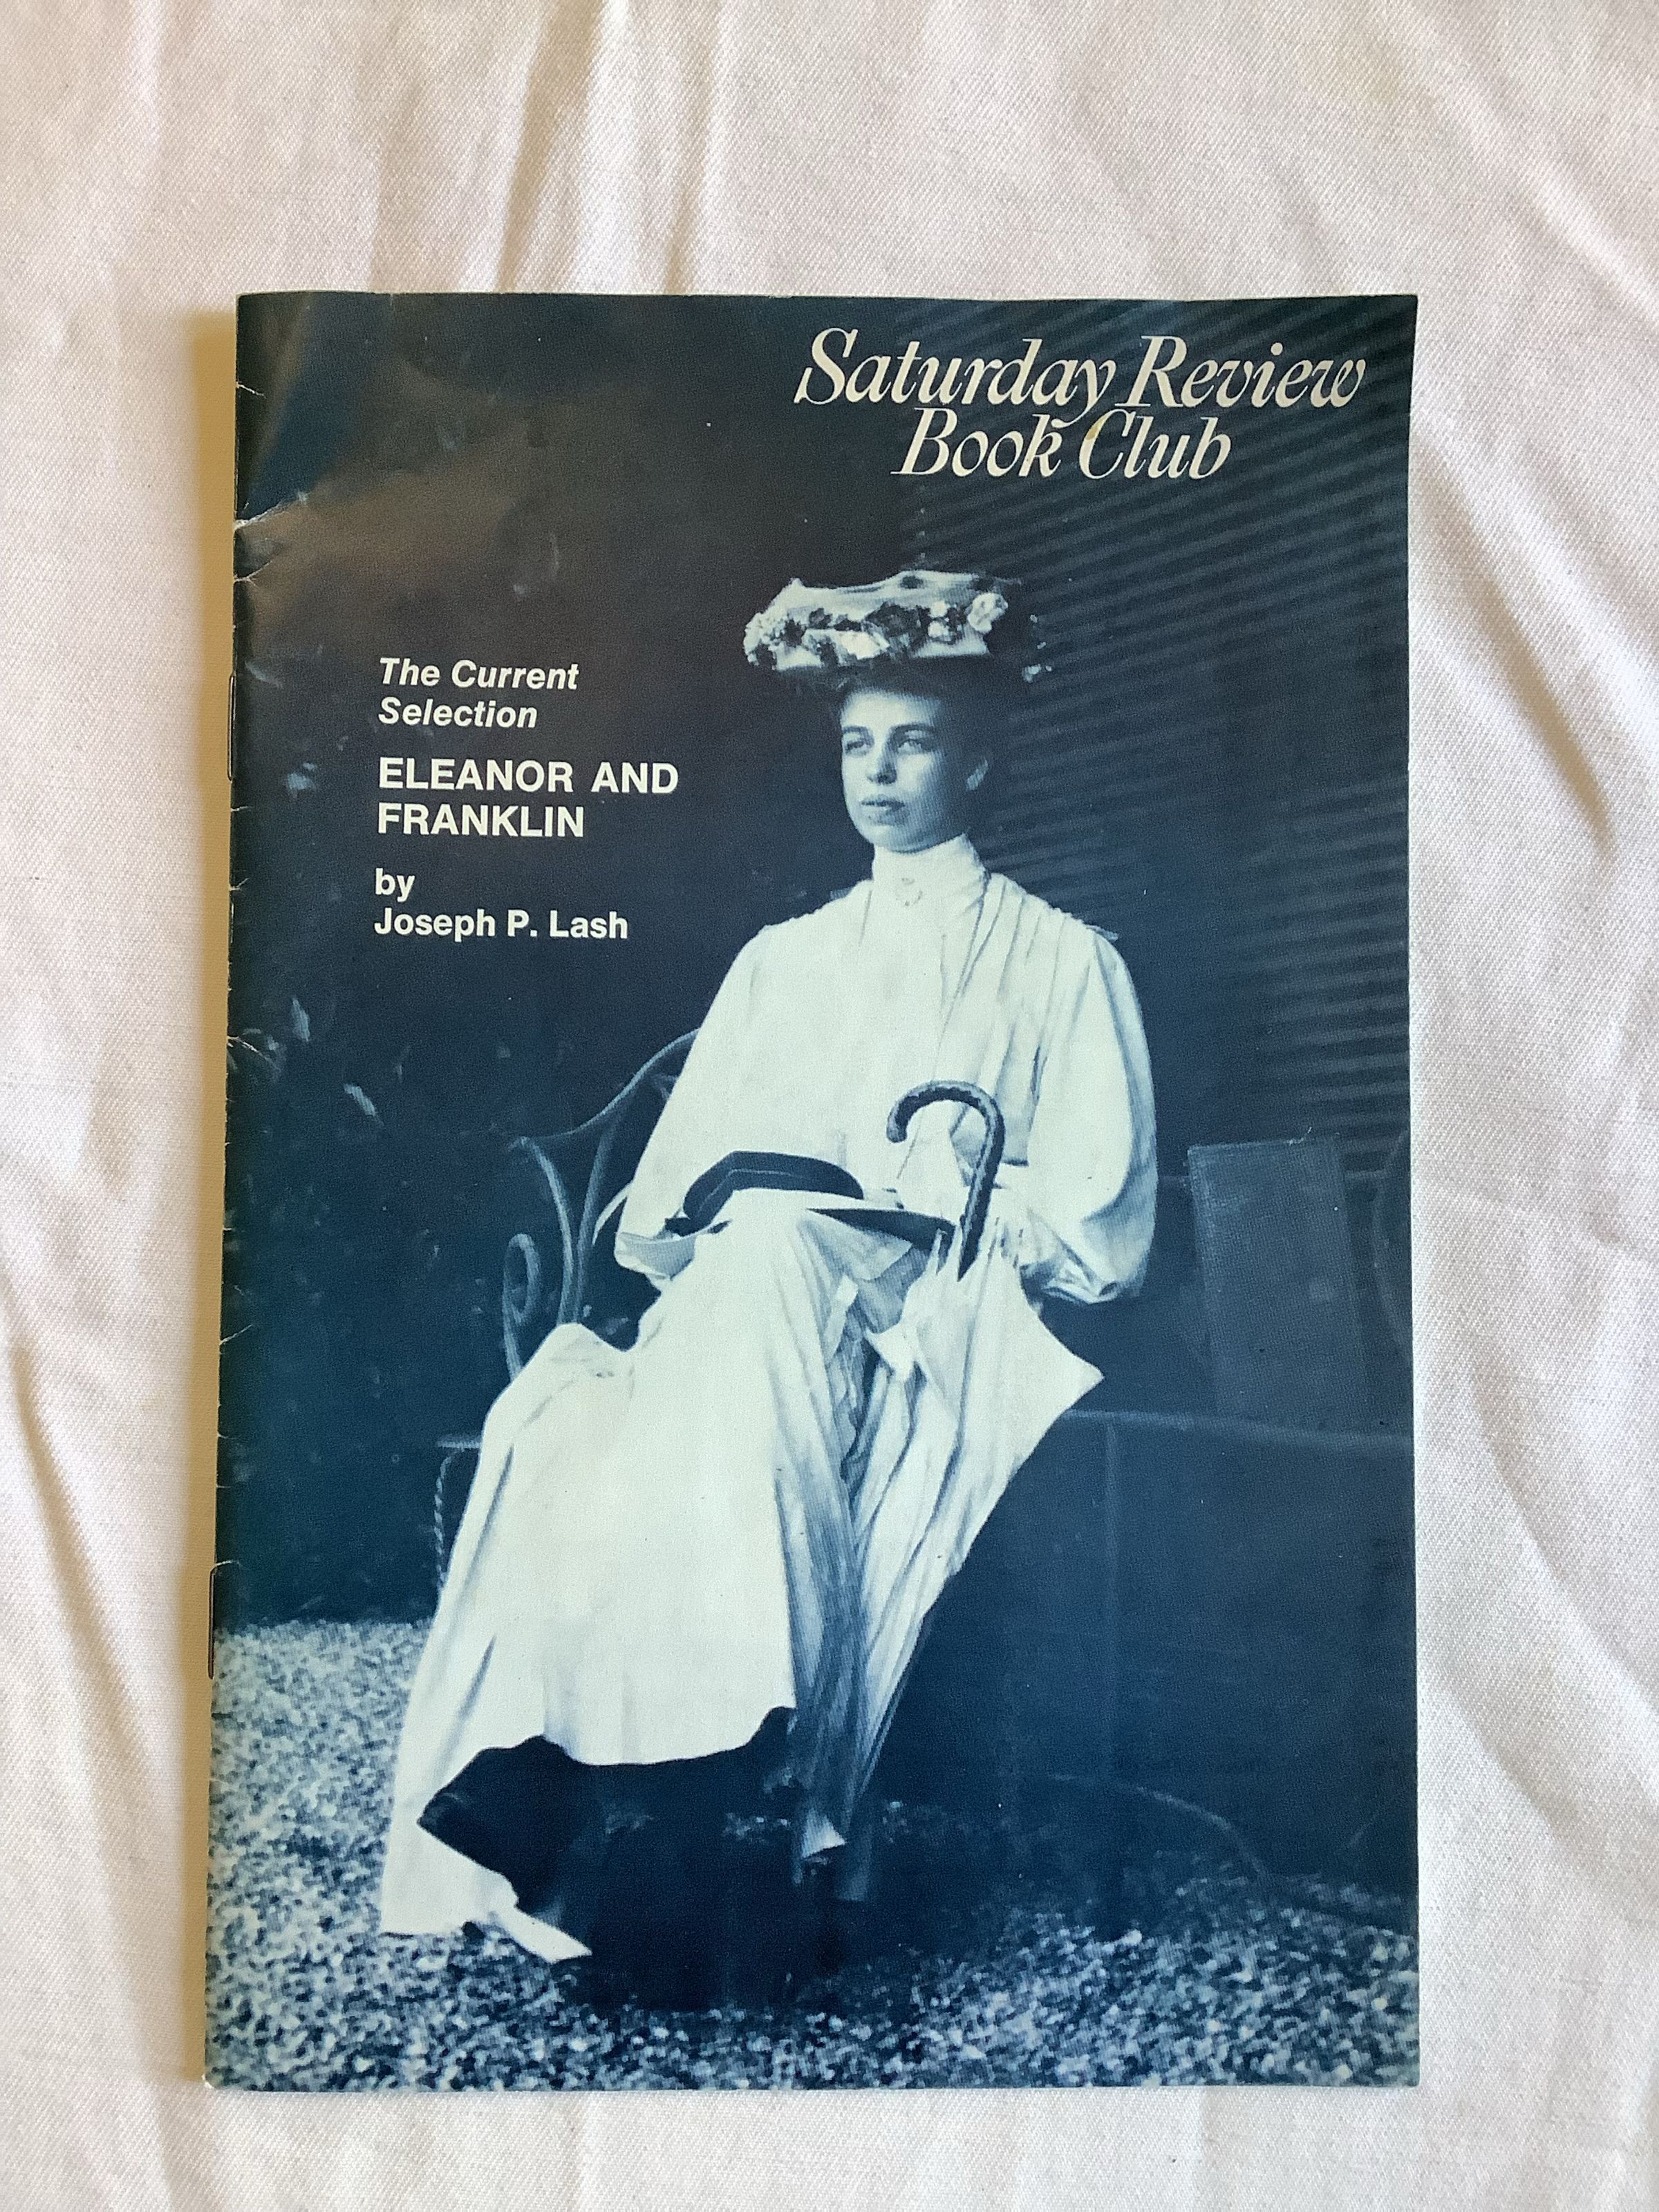 Saturday Review
Book Club
The Current
Selection
ELEANOR AND
FRANKLIN
by
Joseph P. Lash